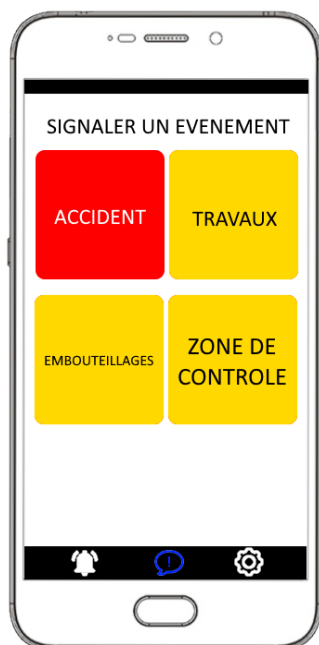 SIGNALER UN EVENEMENT
ACCIDENT
TRAVAUX
EMBOUTEILLAGES
ZONE DE
CONTROLE
!